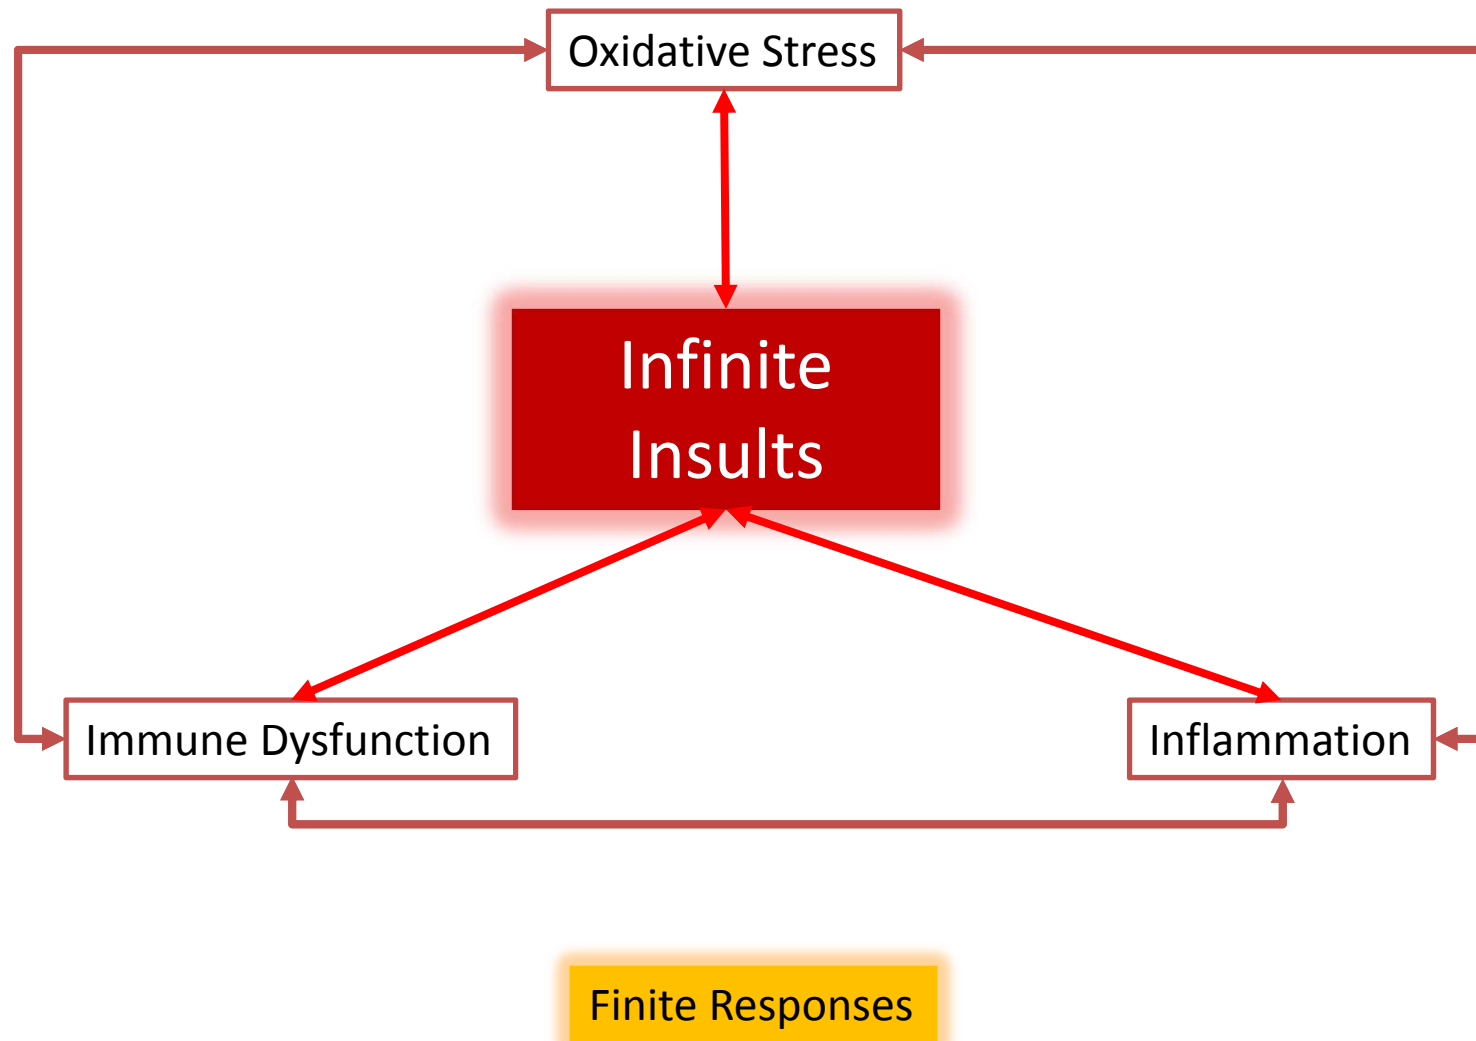 Oxidative Stress
Infinite
Insults
Immune Dysfunction
Inflammation
Finite Responses